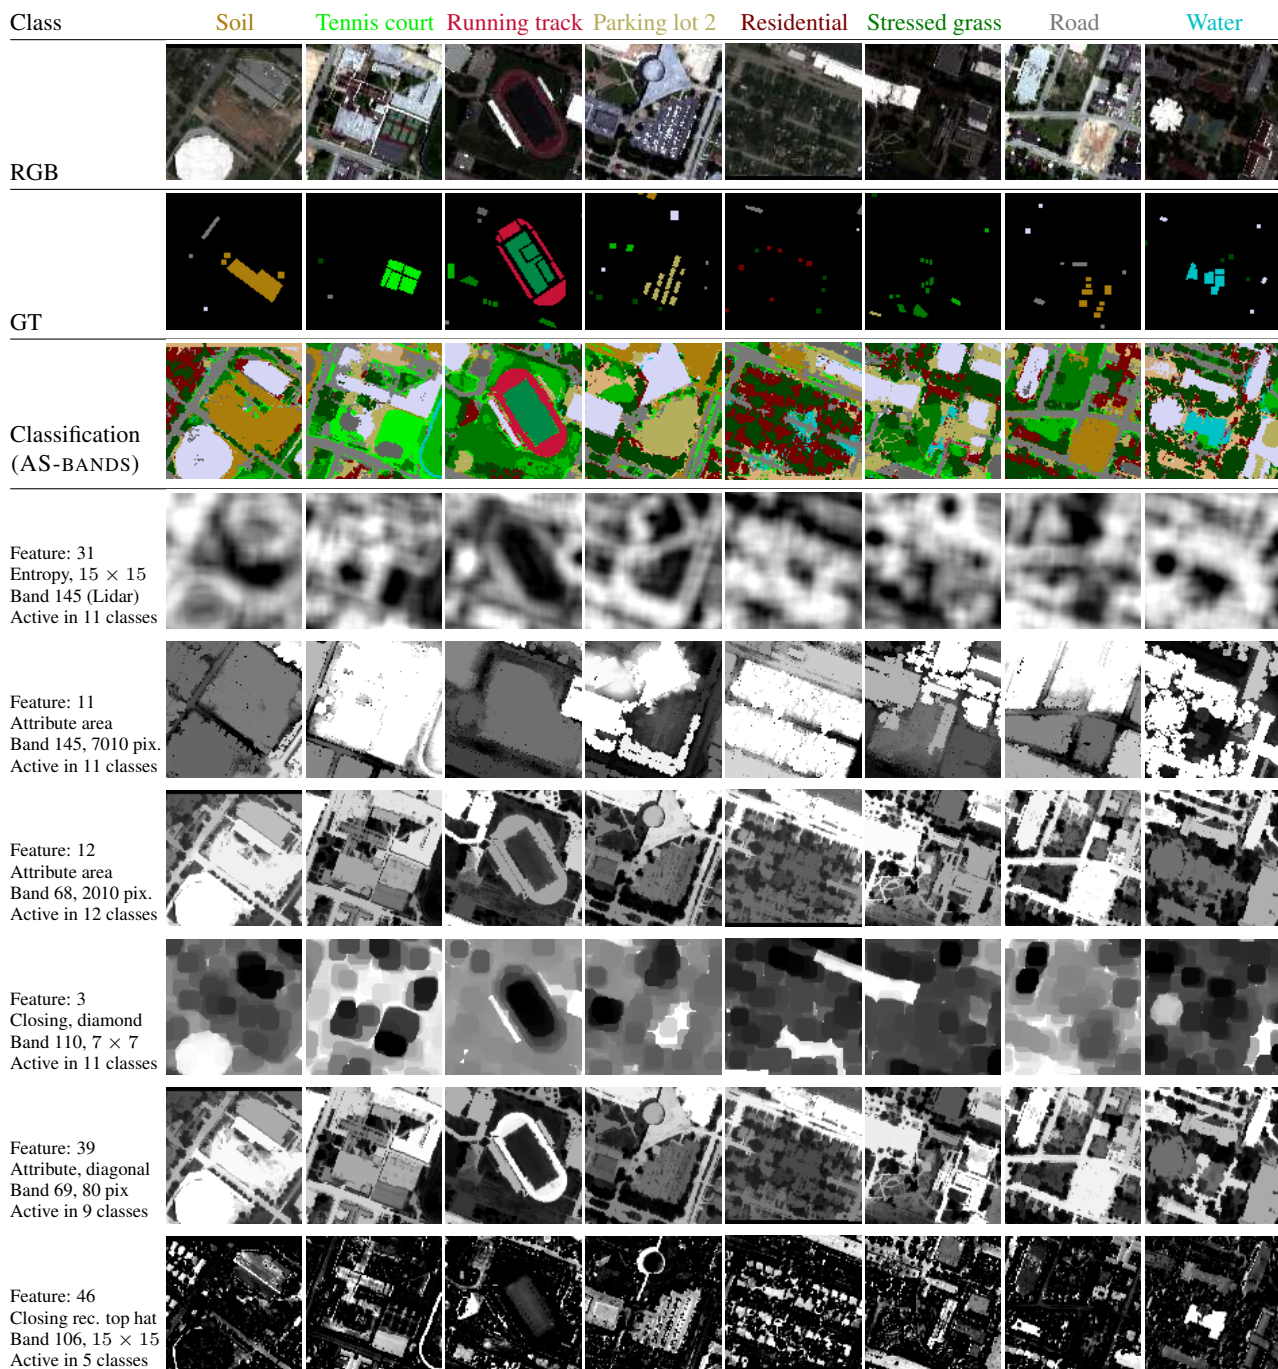 Class Soil Tennis court Running track Parking lot 2 Residential Stressed grass Road Water
RGB
GT
Classification
(AS-BANDS)
Feature: 31
Entropy, 15 × 15
Band 145 (Lidar)
Active in 11 classes
Feature: 11
Attribute area
Band 145, 7010 pix.
Active in 11 classes
Feature: 12
Attribute area
Band 68, 2010 pix.
Active in 12 classes
Feature: 3
Closing, diamond
Band 110, 7 × 7
Active in 11 classes
Feature: 39
Attribute, diagonal
Band 69, 80 pix
Active in 9 classes
Feature: 46
Closing rec. top hat
Band 106, 15 × 15
Active in 5 classes